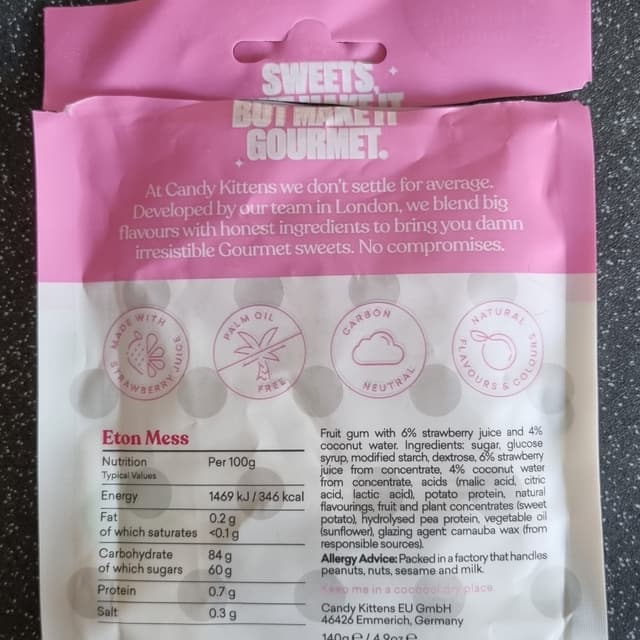 SWEETS,
BUT MAKE IT
GOURMET.
At Candy Kittens we don't settle for average.
Developed by our team in London, we blend big
flavours with honest ingredients to bring you damn
irresistible Gourmet sweets. No compromises.
MADE WITH STRAWBERRY JUICE
PALM OIL FREE
CARBON NEUTRAL
NATURAL FLAVOURS & COLOURS
Eton Mess
Nutrition Per 100g
Typical Values
Energy 1469 kJ / 346 kcal
Fat 0.2 g
of which saturates <0.1 g
Carbohydrate 84 g
of which sugars 60 g
Protein 0.7 g
Salt 0.3 g
Fruit gum with 6% strawberry juice and 4%
coconut water. Ingredients: sugar, glucose
syrup, modified starch, dextrose, 6% strawberry
juice from concentrate, 4% coconut water
from concentrate, acids (malic acid, citric
acid, lactic acid), potato protein, natural
flavourings, fruit and plant concentrates (sweet
potato), hydrolysed pea protein, vegetable oil
(sunflower), glazing agent: carnauba wax (from
responsible sources).
Allergy Advice: Packed in a factory that handles
peanuts, nuts, sesame and milk.
Keep me in a cool, dry place.
Candy Kittens EU GmbH
46426 Emmerich, Germany
140g ℮ / 4.9oz ℮